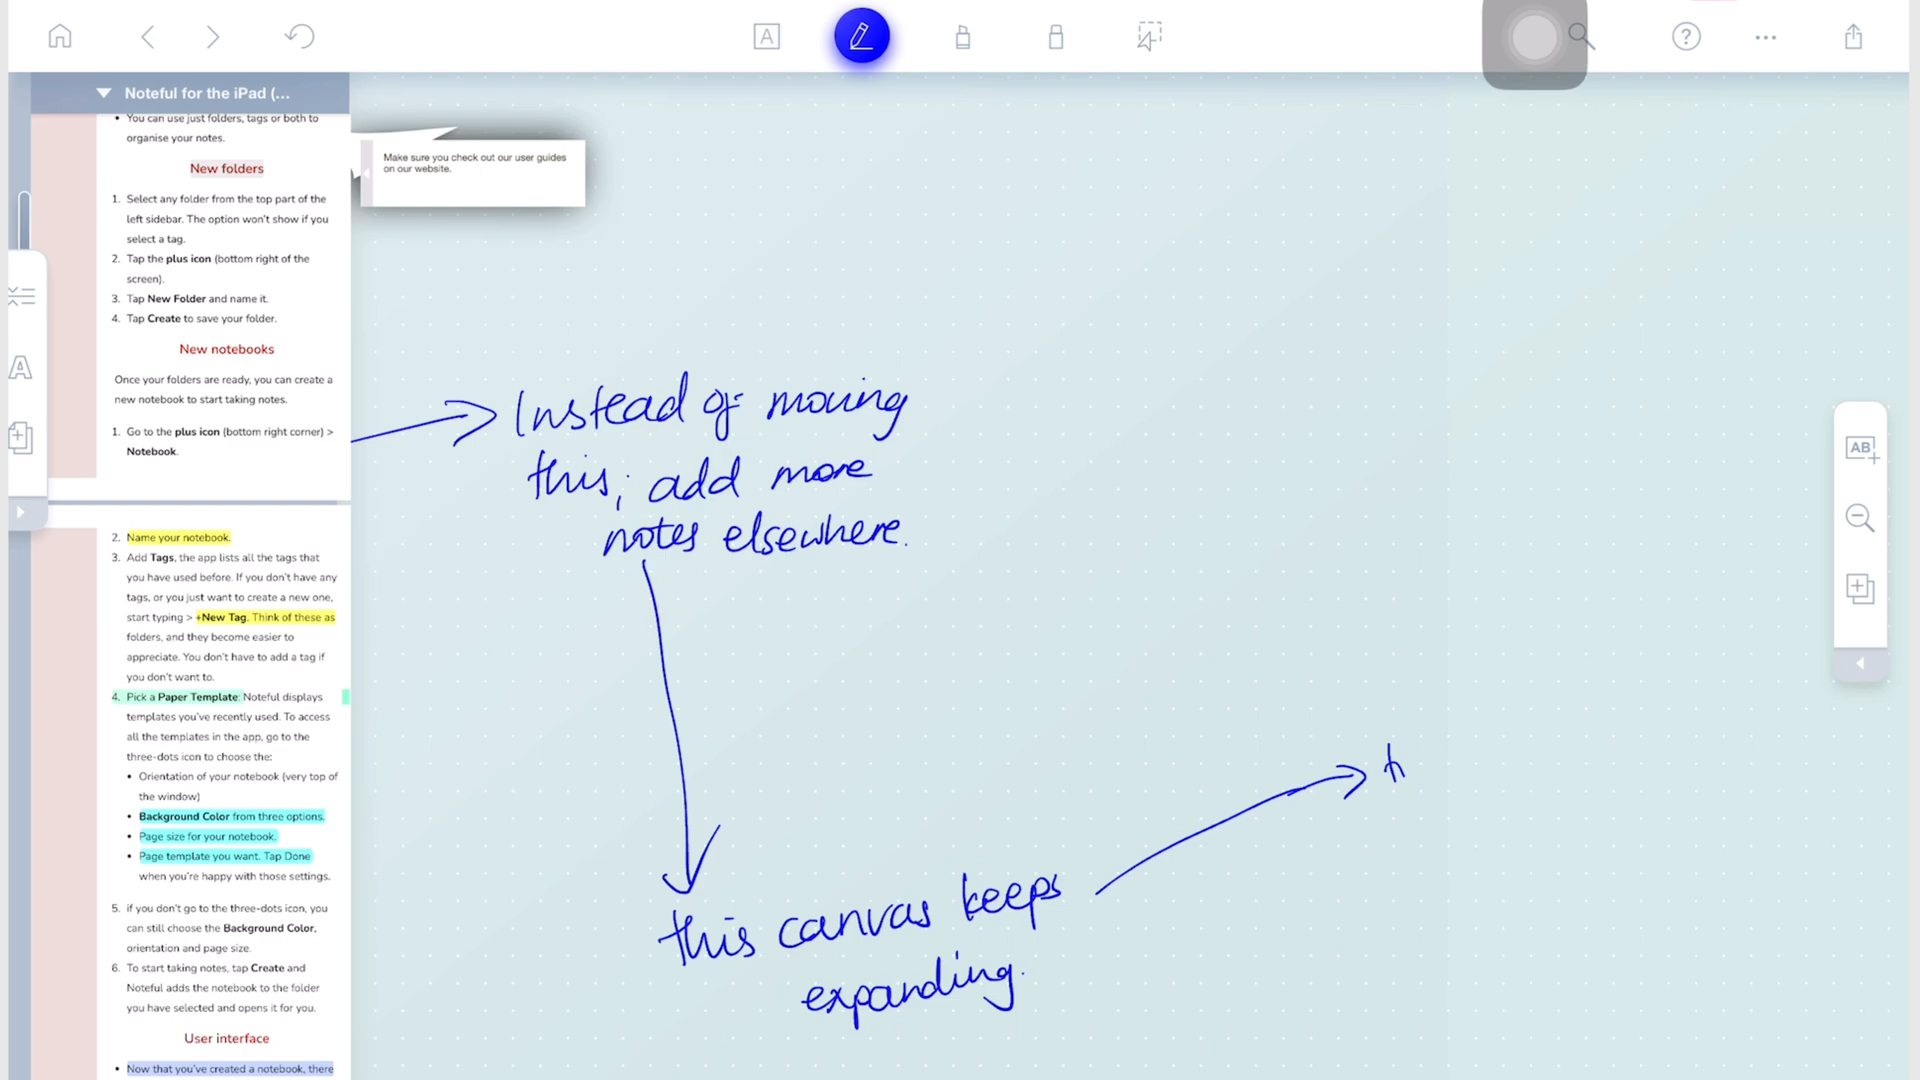 Noteful for the iPad (...
• You can use just folders, tags or both to
organise your notes.
New folders
1. Select any folder from the top part of the
left sidebar. The option won't show if you
select a tag.
2. Tap the plus icon (bottom right of the
screen).
3. Tap New Folder and name it.
4. Tap Create to save your folder.
New notebooks
Once your folders are ready, you can create a
new notebook to start taking notes.
1. Go to the plus icon (bottom right corner) >
Notebook.
2. Name your notebook.
3. Add Tags, the app lists all the tags that
you have used before. If you don't have any
tags, or you just want to create a new one,
start typing > +New Tag. Think of these as
folders, and they become easier to
appreciate. You don't have to add a tag if
you don't want to.
4. Pick a Paper Template: Noteful displays
templates you've recently used. To access
all the templates in the app, go to the
three-dots icon to choose the:
• Orientation of your notebook (very top of
the window)
• Background Color from three options.
• Page size for your notebook.
• Page template you want. Tap Done
when you're happy with those settings.
5. if you don't go to the three-dots icon, you
can still choose the Background Color,
orientation and page size.
6. To start taking notes, tap Create and
Noteful adds the notebook to the folder
you have selected and opens it for you.
User interface
• Now that you've created a notebook, there
Make sure you check out our user guides
on our website.
Instead of moving
this; add more
notes elsewhere.
this canvas keeps
expanding.
A
A
AB